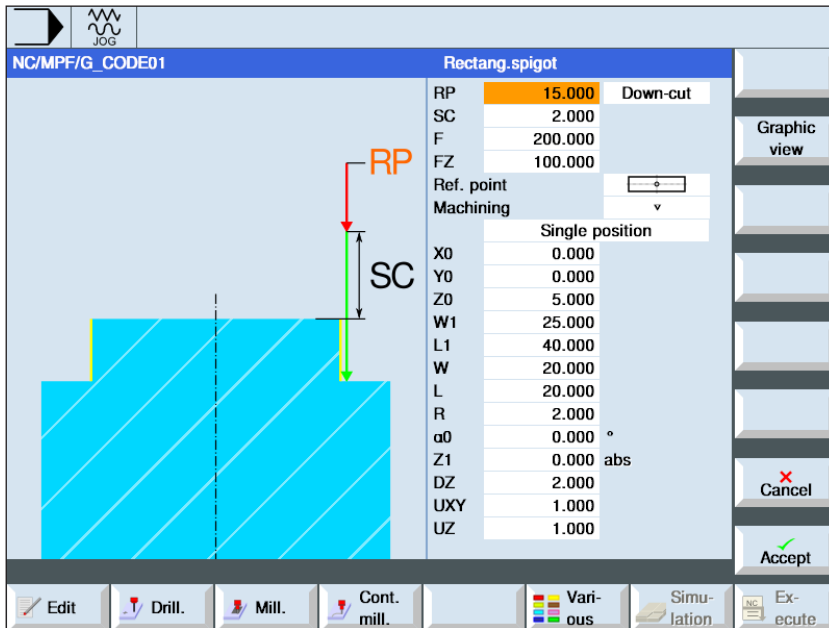 JOG
NC/MPF/G_CODE01
Rectang.spigot
RP 15.000 Down-cut
SC 2.000
F 200.000
FZ 100.000
Ref. point
Machining ▿
Single position
X0 0.000
Y0 0.000
Z0 5.000
W1 25.000
L1 40.000
W 20.000
L 20.000
R 2.000
α0 0.000 °
Z1 0.000 abs
DZ 2.000
UXY 1.000
UZ 1.000
RP
SC
Graphic
view
Cancel
Accept
Edit
Drill.
Mill.
Cont.
mill.
Vari-
ous
Simu-
lation
NC
Ex-
ecute